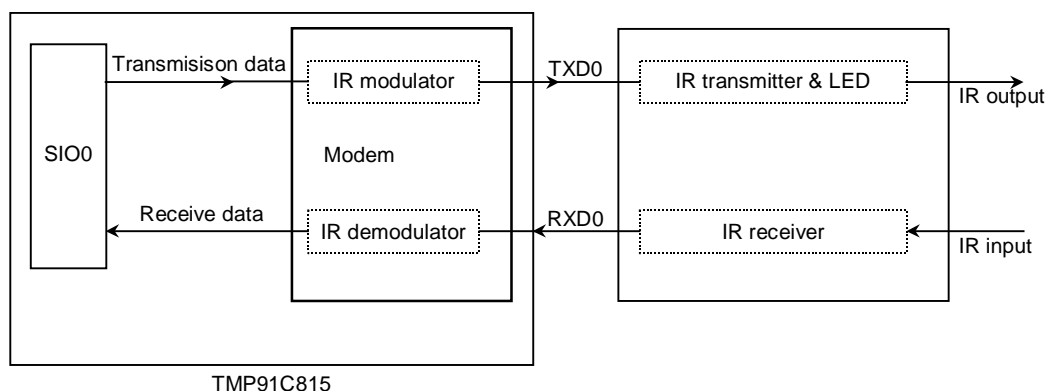 Transmisison data
IR modulator
TXD0
IR transmitter & LED
IR output
SIO0
Modem
Receive data
IR demodulator
RXD0
IR receiver
IR input
TMP91C815